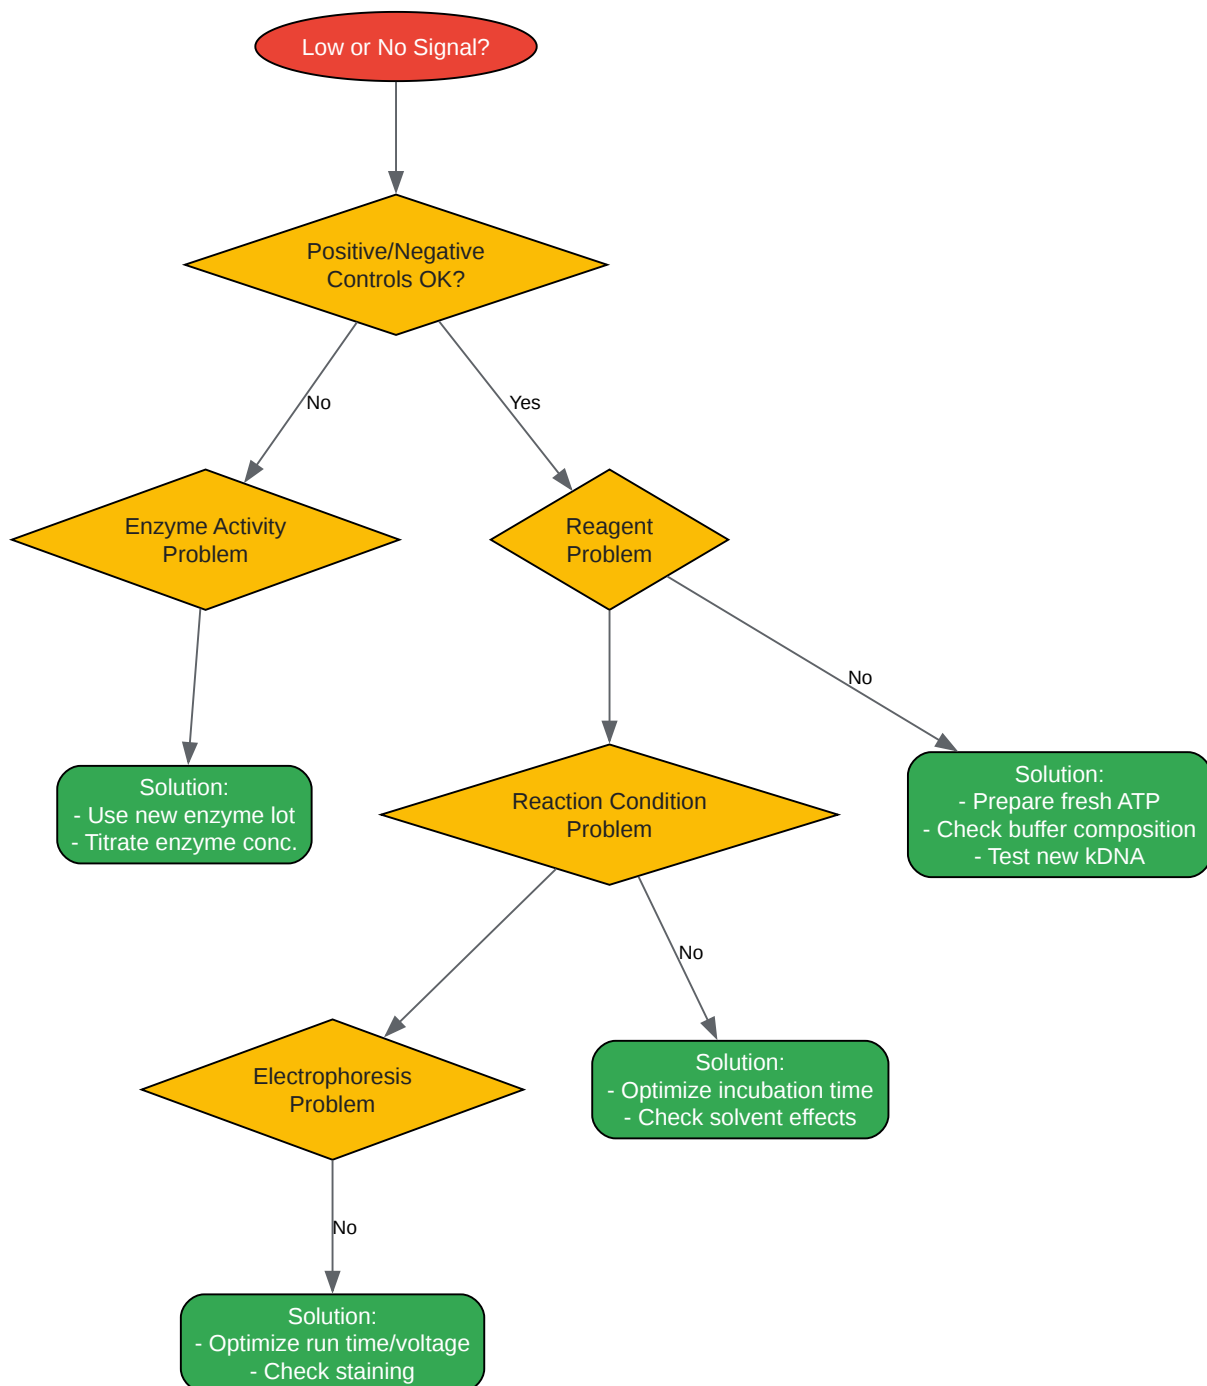 Low or No Signal?
Positive/Negative
Controls OK?
No
Yes
Enzyme Activity
Problem
Reagent
Problem
No
Solution:
- Use new enzyme lot
- Titrate enzyme conc.
Reaction Condition
Problem
Solution:
- Prepare fresh ATP
- Check buffer composition
- Test new kDNA
No
Electrophoresis
Problem
Solution:
- Optimize incubation time
- Check solvent effects
No
Solution:
- Optimize run time/voltage
- Check staining